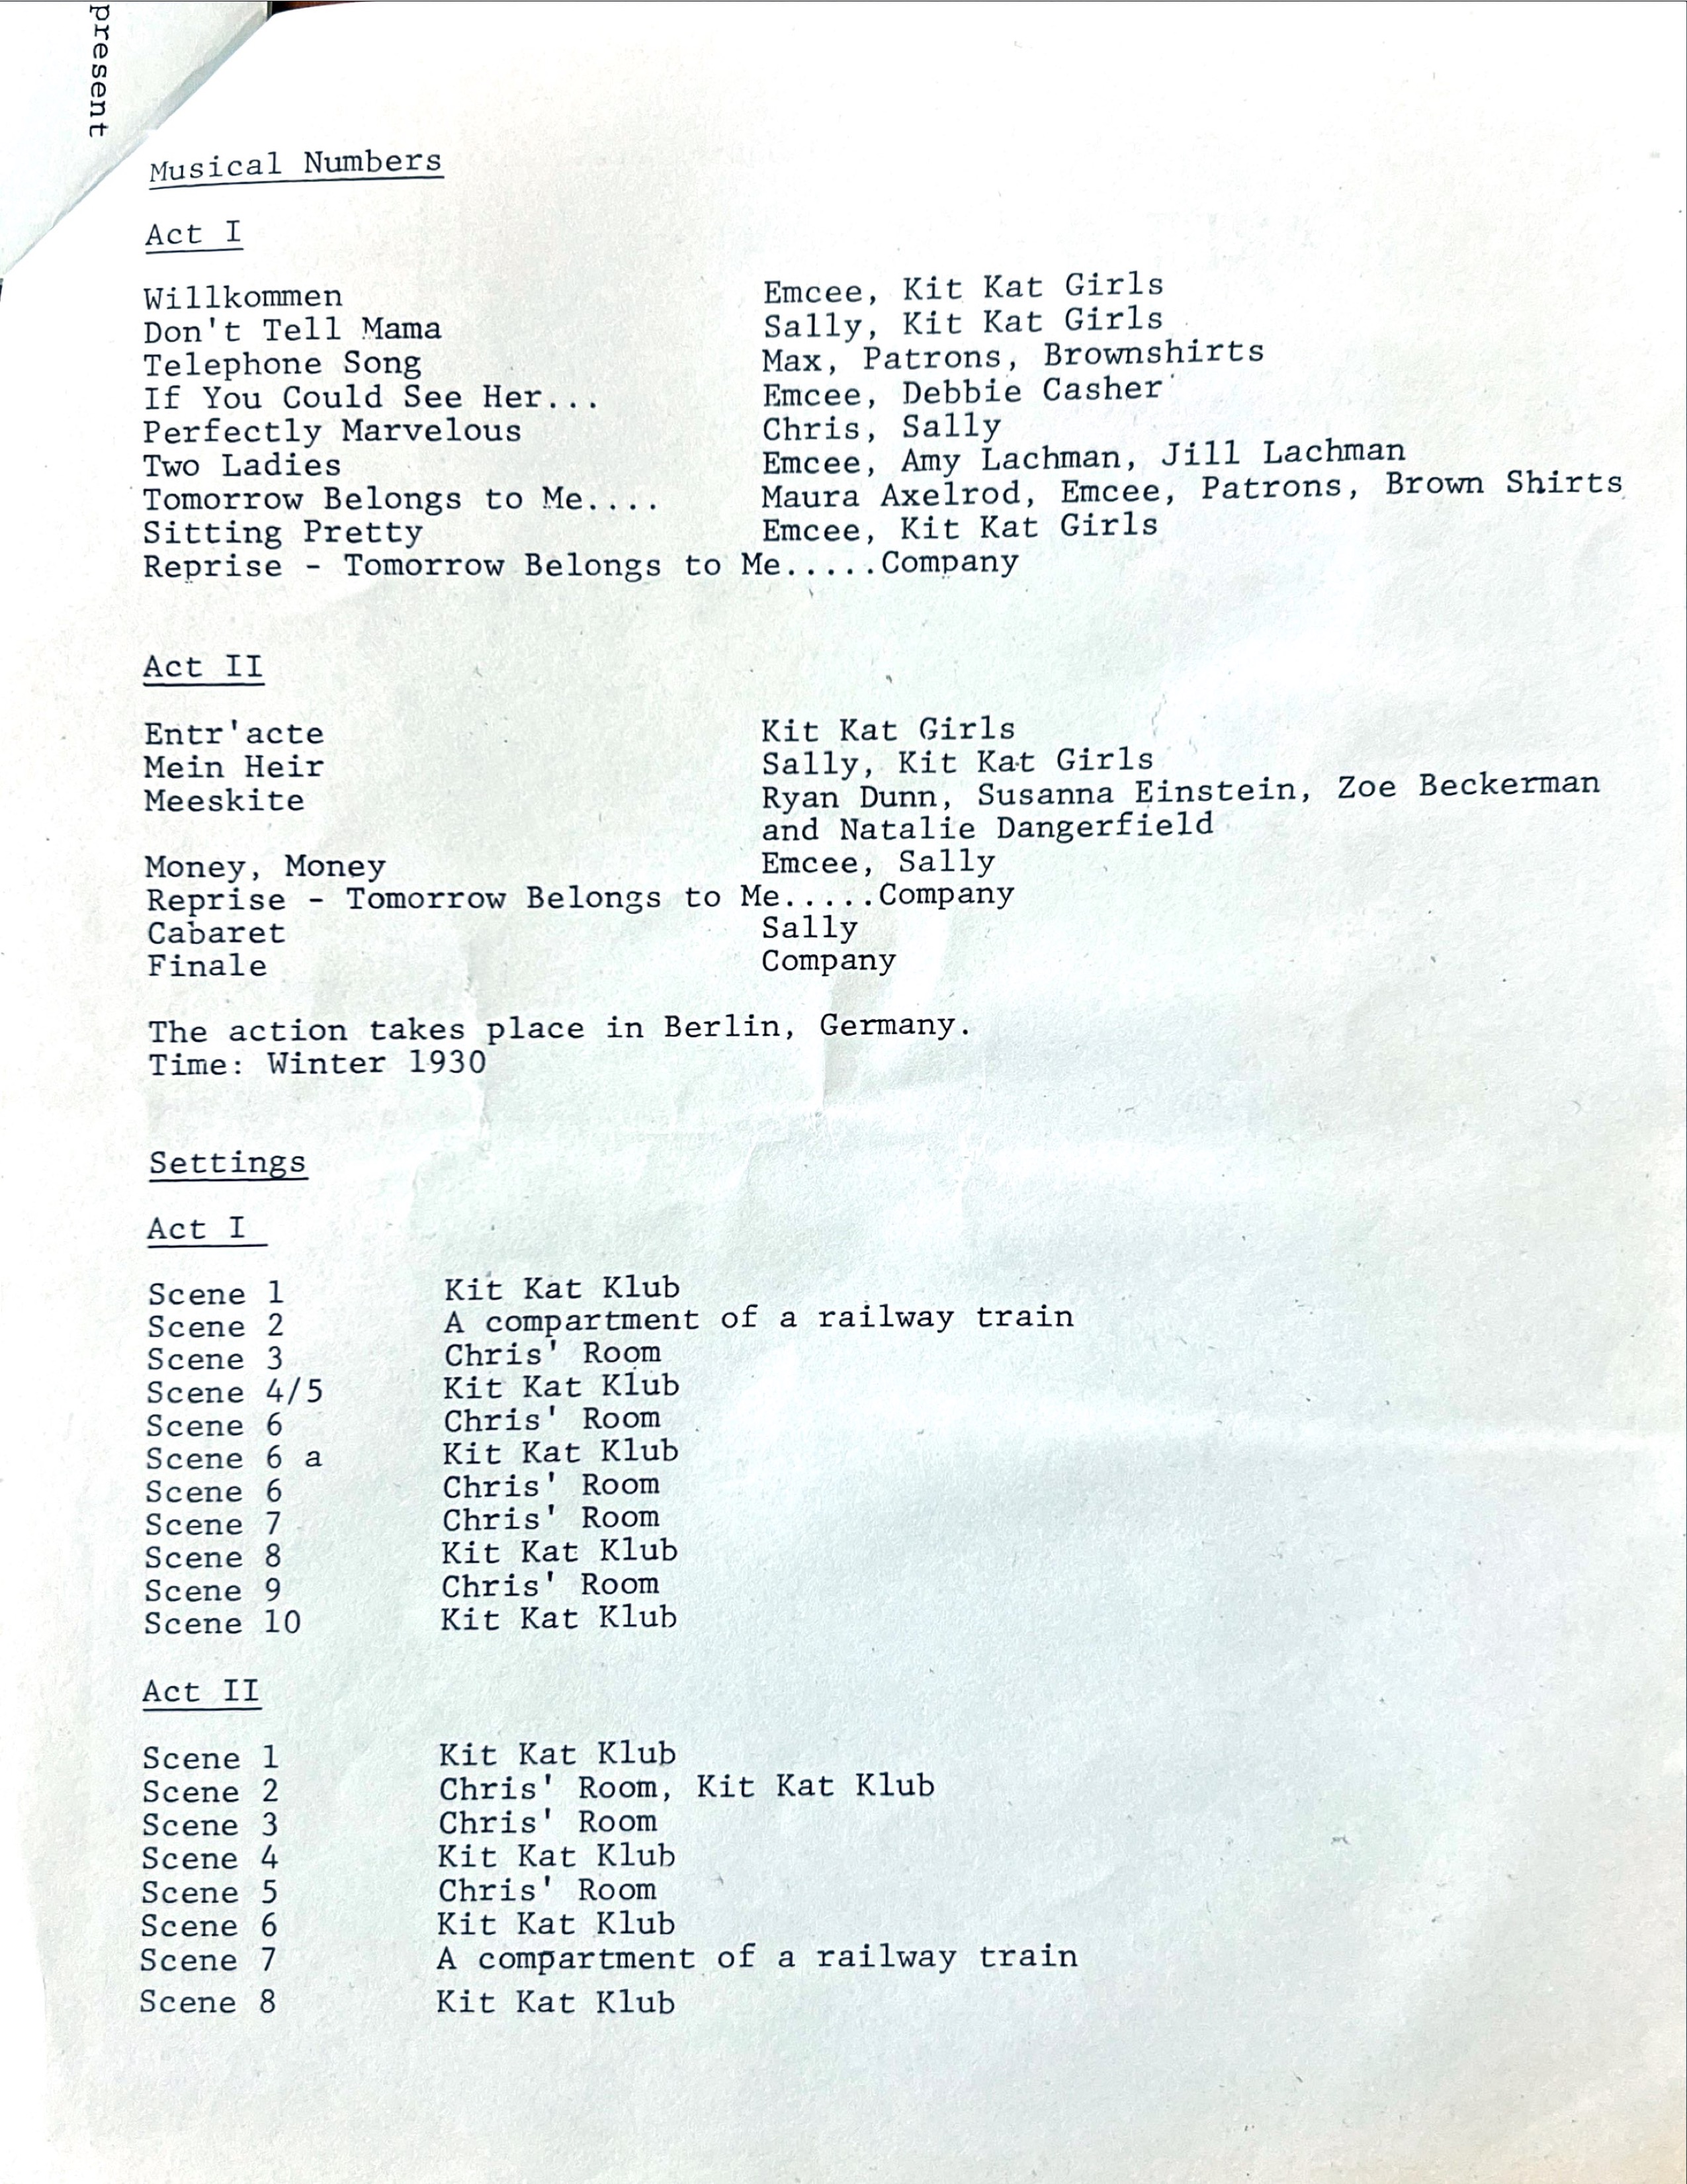 present
Musical Numbers
Act I
Willkommen Emcee, Kit Kat Girls
Don't Tell Mama Sally, Kit Kat Girls
Telephone Song Max, Patrons, Brownshirts
If You Could See Her... Emcee, Debbie Casher
Perfectly Marvelous Chris, Sally
Two Ladies Emcee, Amy Lachman, Jill Lachman
Tomorrow Belongs to Me.... Maura Axelrod, Emcee, Patrons, Brown Shirts
Sitting Pretty Emcee, Kit Kat Girls
Reprise - Tomorrow Belongs to Me.....Company
Act II
Entr'acte Kit Kat Girls
Mein Heir Sally, Kit Kat Girls
Meeskite Ryan Dunn, Susanna Einstein, Zoe Beckerman
and Natalie Dangerfield
Money, Money Emcee, Sally
Reprise - Tomorrow Belongs to Me.....Company
Cabaret Sally
Finale Company
The action takes place in Berlin, Germany.
Time: Winter 1930
Settings
Act I
Scene 1 Kit Kat Klub
Scene 2 A compartment of a railway train
Scene 3 Chris' Room
Scene 4/5 Kit Kat Klub
Scene 6 Chris' Room
Scene 6 a Kit Kat Klub
Scene 6 Chris' Room
Scene 7 Chris' Room
Scene 8 Kit Kat Klub
Scene 9 Chris' Room
Scene 10 Kit Kat Klub
Act II
Scene 1 Kit Kat Klub
Scene 2 Chris' Room, Kit Kat Klub
Scene 3 Chris' Room
Scene 4 Kit Kat Klub
Scene 5 Chris' Room
Scene 6 Kit Kat Klub
Scene 7 A compartment of a railway train
Scene 8 Kit Kat Klub